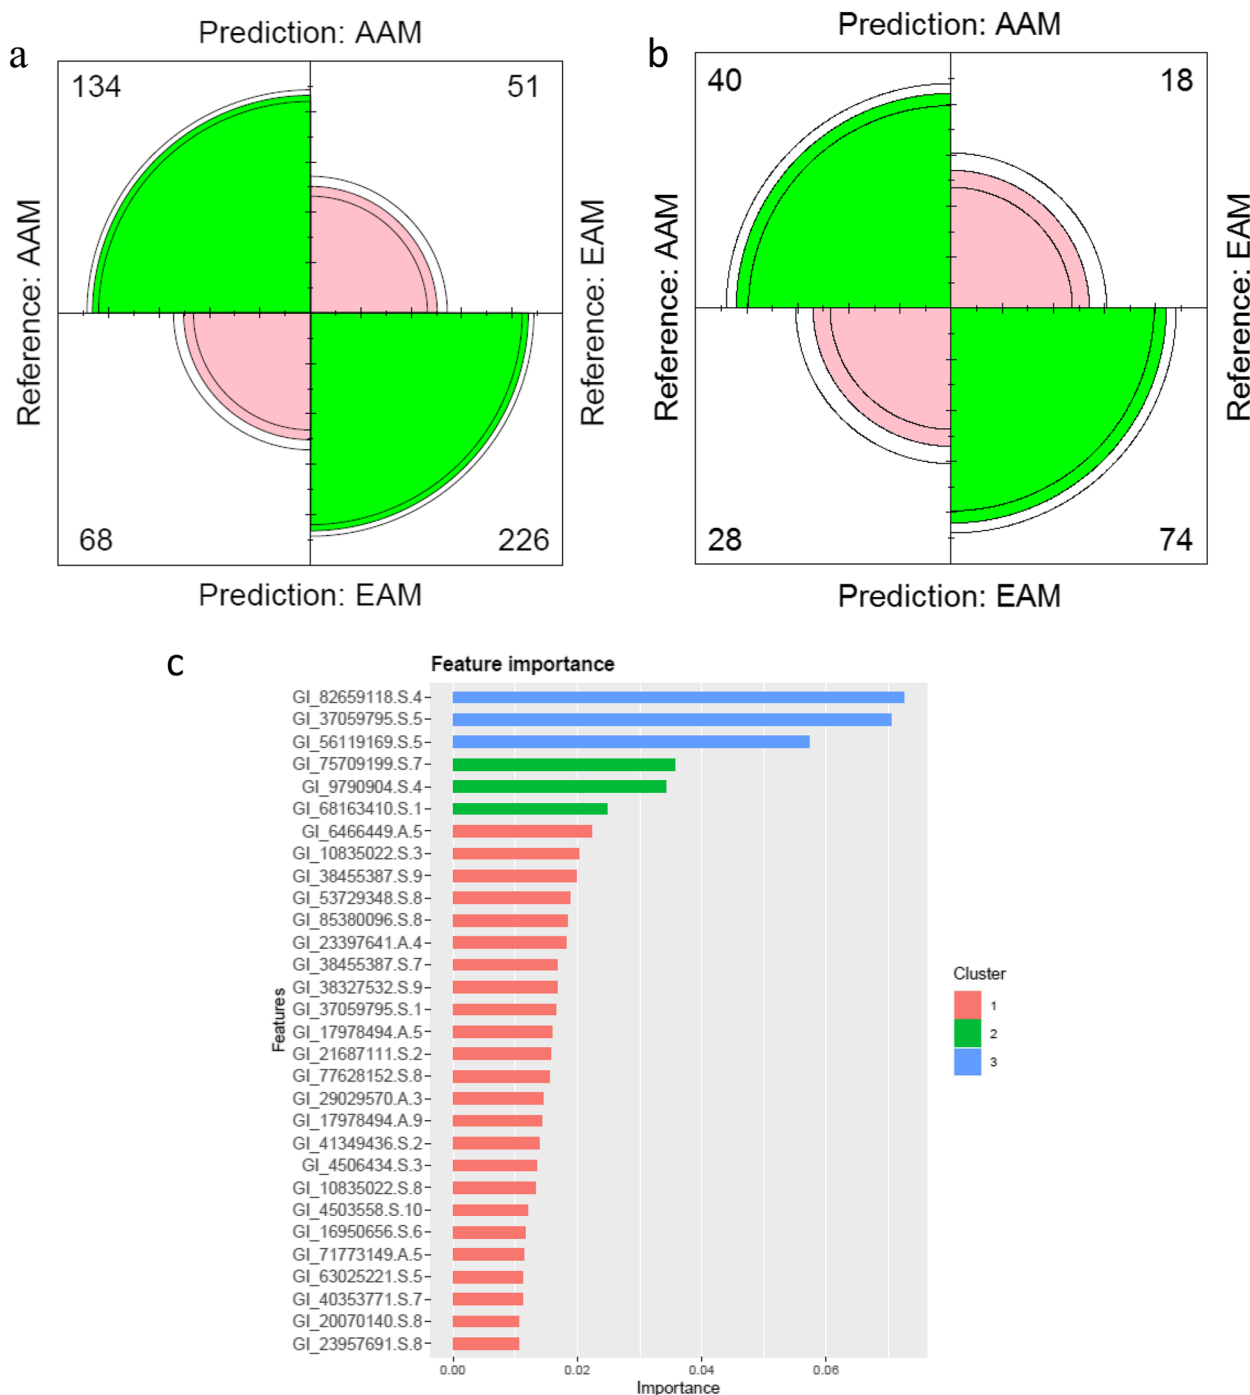 a
Prediction: AAM
134
51
Reference: AAM
Reference: EAM
68
226
Prediction: EAM
b
Prediction: AAM
40
18
Reference: AAM
Reference: EAM
28
74
Prediction: EAM
c
Feature importance
Features
GI_82659118.S.4
GI_37059795.S.5
GI_56119169.S.5
GI_75709199.S.7
GI_9790904.S.4
GI_68163410.S.1
GI_6466449.A.5
GI_10835022.S.3
GI_38455387.S.9
GI_53729348.S.8
GI_85380096.S.8
GI_23397641.A.4
GI_38455387.S.7
GI_38327532.S.9
GI_37059795.S.1
GI_17978494.A.5
GI_21687111.S.2
GI_77628152.S.8
GI_29029570.A.3
GI_17978494.A.9
GI_41349436.S.2
GI_4506434.S.3
GI_10835022.S.8
GI_4503558.S.10
GI_16950656.S.6
GI_71773149.A.5
GI_63025221.S.5
GI_40353771.S.7
GI_20070140.S.8
GI_23957691.S.8
0.00 0.02 0.04 0.06
Importance
Cluster
1
2
3